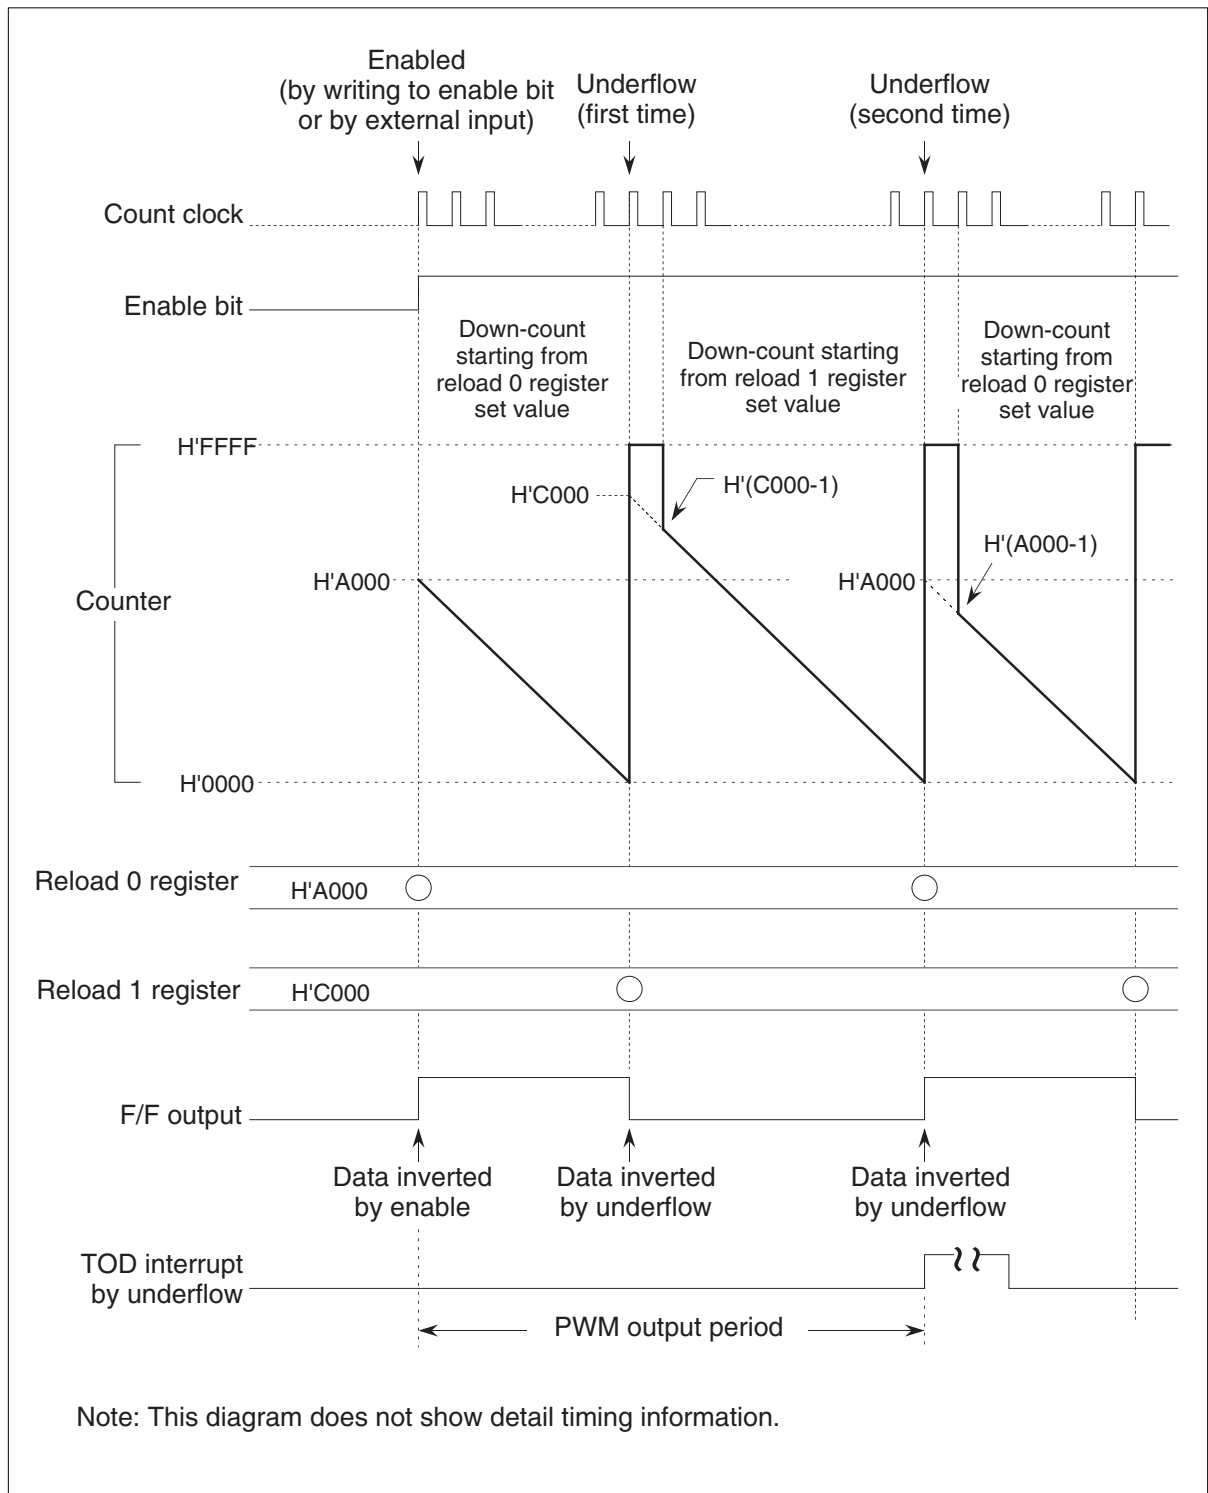 Enabled
(by writing to enable bit
or by external input)
Underflow
(first time)
Underflow
(second time)
Count clock
Enable bit
Down-count
starting from
reload 0 register
set value
Down-count starting
from reload 1 register
set value
Down-count
starting from
reload 0 register
set value
H'FFFF
H'C000
H'(C000-1)
H'(A000-1)
H'A000
H'A000
Counter
H'0000
Reload 0 register
H'A000
Reload 1 register
H'C000
F/F output
Data inverted
by enable
Data inverted
by underflow
Data inverted
by underflow
TOD interrupt
by underflow
PWM output period
Note: This diagram does not show detail timing information.